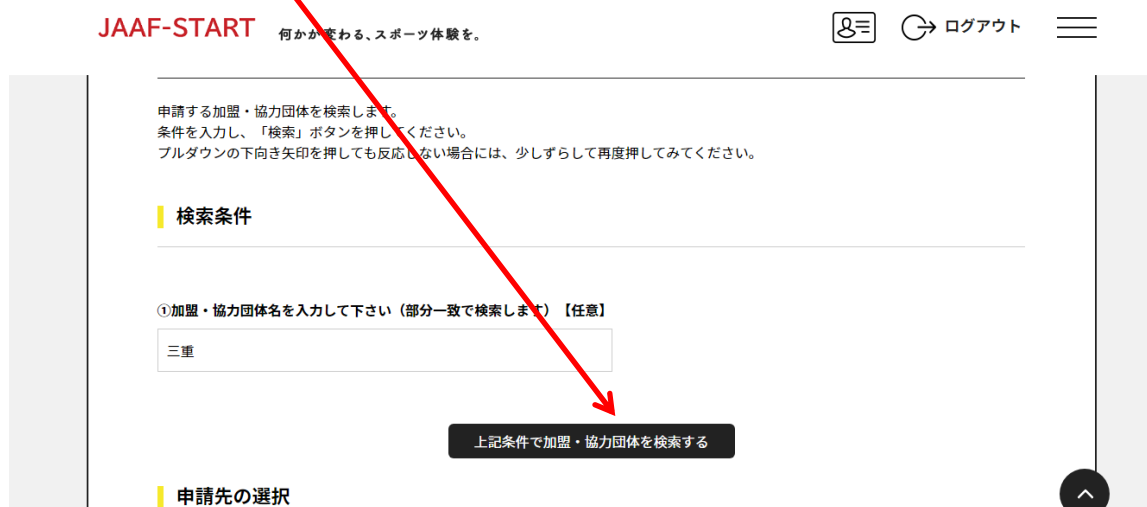 JAAF-START 何かが変わる、スポーツ体験を。 ログアウト
申請する加盟・協力団体を検索します。
条件を入力し、「検索」ボタンを押してください。
プルダウンの下向き矢印を押しても反応しない場合には、少しずらして再度押してみてください。
検索条件
①加盟・協力団体名を入力して下さい（部分一致で検索します）【任意】
三重
上記条件で加盟・協力団体を検索する
申請先の選択